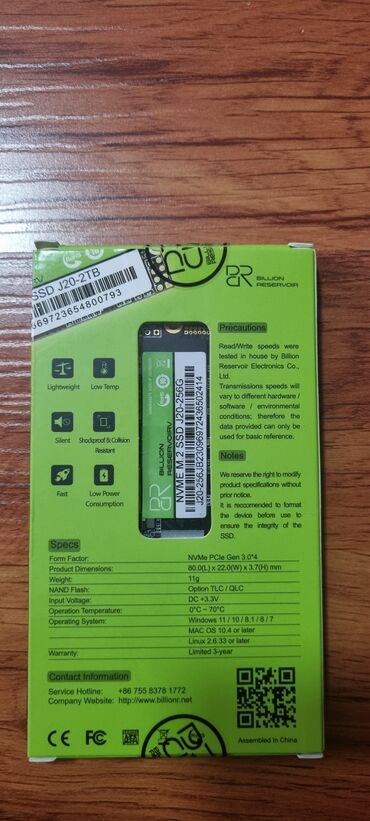 SSD J20-2TB
6972365480079​3
BILLION
RESERVOIR
Precautions
Read/Write speeds were
tested in house by Billion
Reservoir Electronics Co.,
Ltd.
Transmissions speeds will
vary to different hardware /
software / environmental
conditions; therefore the
data provided can only be
used for basic reference.
Lightweight
Low Temp
Silent
Shockproof & Collision
Resistant
Fast
Low Power
Consumption
BILLION
RESERVOIRV
NVME M.2 SSD J20-256G
J20-256JB23096972436502414
Notes
We reserve the right to modify
product specifications without
prior notice.
It is reccomended to format
the device before use to
ensure the integrity of the
SSD.
Specs
Form Factor: NVMe PCIe Gen 3.0*4
Product Dimensions: 80.0(L) x 22.0(W) x 3.7(H) mm
Weight: 11g
NAND Flash: Option TLC / QLC
Input Voltage: DC +3.3V
Operation Temperature: 0°C ~ 70°C
Operating System: Windows 11 / 10 / 8.1 / 8 / 7
MAC OS 10.4 or later
Linux 2.6.33 or later
Warranty: Limited 3-year
Contact Information
Service Hotline: +86 755 8378 1772
Company Website: http://www.billionr.net
CE FC
Assembled In China